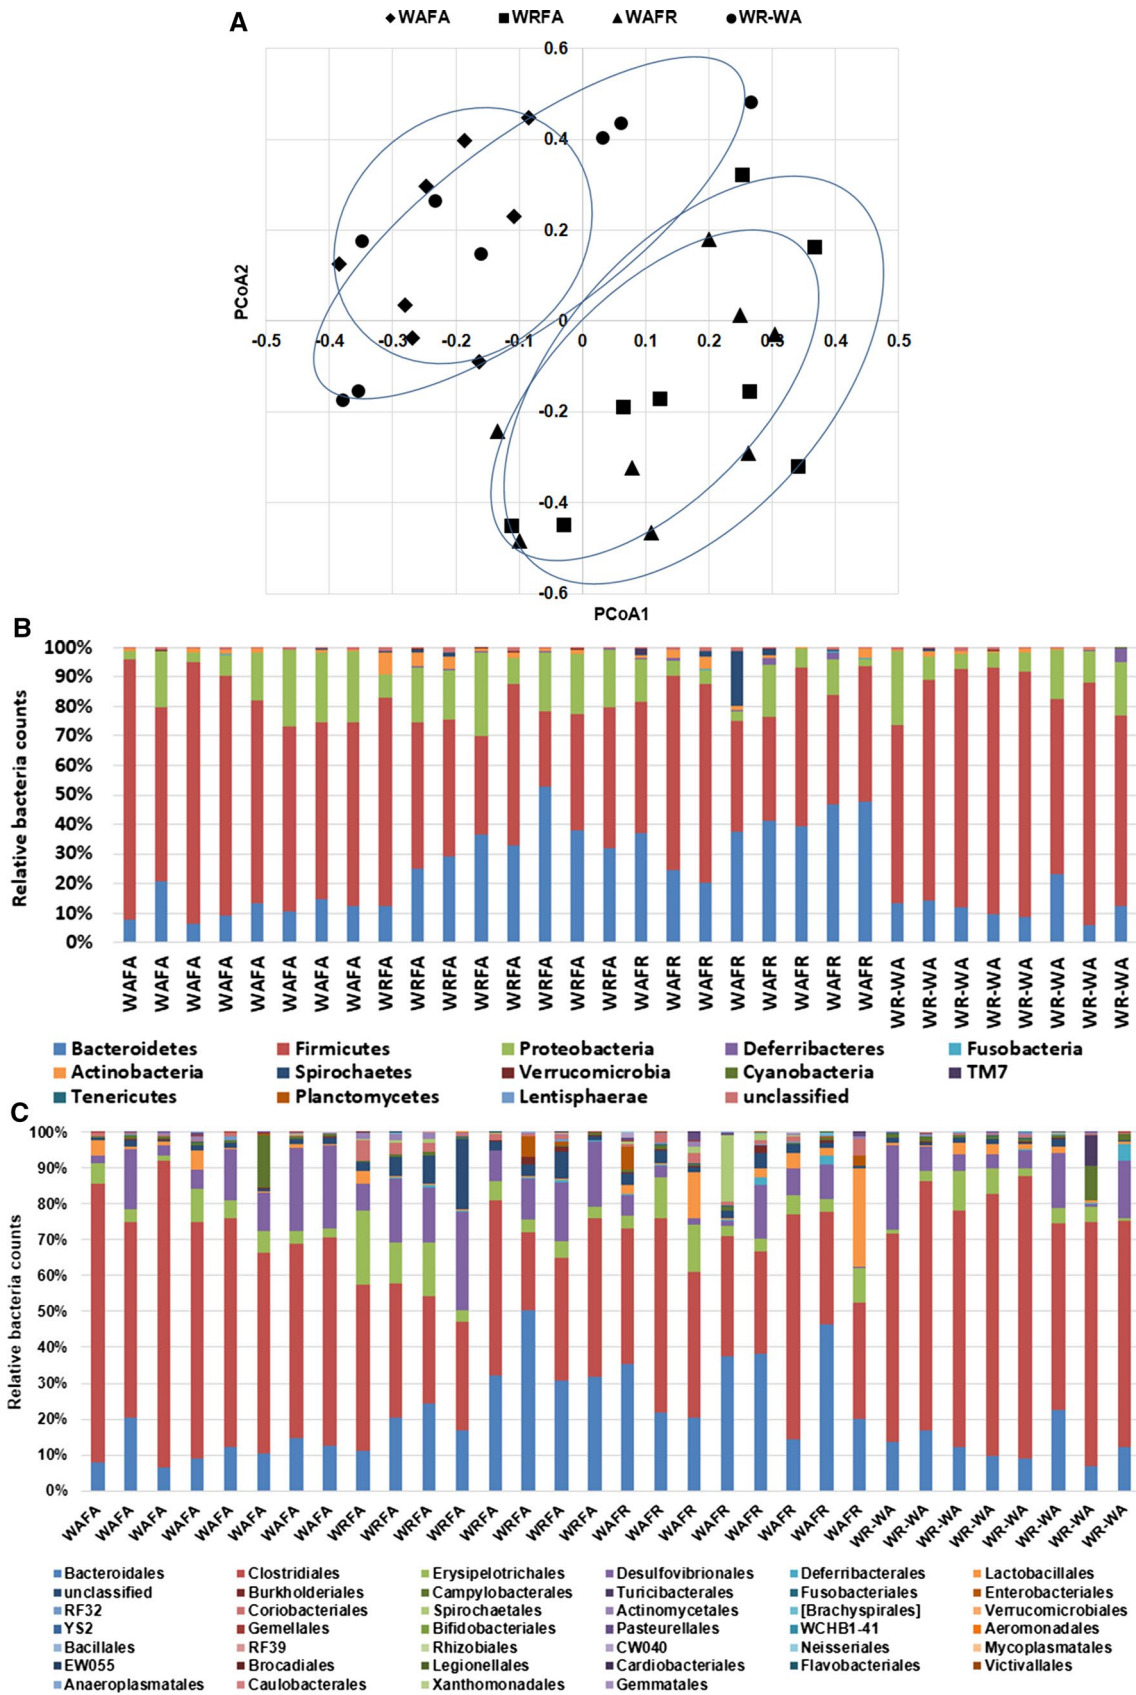 A
WAFA WRFA WAFR WR-WA
0.6
0.4
0.2
0
-0.5 -0.4 -0.3 -0.2 -0.1 0 0.1 0.2 0.3 0.4 0.5
-0.2
-0.4
-0.6
PCoA2
PCoA1
B
Relative bacteria counts
100%
90%
80%
70%
60%
50%
40%
30%
20%
10%
0%
WAFA WAFA WAFA WAFA WAFA WAFA WAFA WAFA WRFA WRFA WRFA WRFA WRFA WRFA WRFA WRFA WAFR WAFR WAFR WAFR WAFR WAFR WAFR WAFR WR-WA WR-WA WR-WA WR-WA WR-WA WR-WA WR-WA WR-WA
Bacteroidetes Firmicutes Proteobacteria Deferribacteres Fusobacteria
Actinobacteria Spirochaetes Verrucomicrobia Cyanobacteria TM7
Tenericutes Planctomycetes Lentisphaerae unclassified
C
Relative bacteria counts
100%
90%
80%
70%
60%
50%
40%
30%
20%
10%
0%
WAFA WAFA WAFA WAFA WAFA WAFA WAFA WAFA WRFA WRFA WRFA WRFA WRFA WRFA WRFA WRFA WAFR WAFR WAFR WAFR WAFR WAFR WAFR WAFR WR-WA WR-WA WR-WA WR-WA WR-WA WR-WA WR-WA WR-WA
Bacteroidales Clostridiales Erysipelotrichales Desulfovibrionales Deferribacterales Lactobacillales
unclassified Burkholderiales Campylobacterales Turicibacterales Fusobacteriales Enterobacteriales
RF32 Coriobacteriales Spirochaetales Actinomycetales [Brachyspirales] Verrucomicrobiales
YS2 Gemellales Bifidobacteriales Pasteurellales WCHB1-41 Aeromonadales
Bacillales RF39 Rhizobiales CW040 Neisseriales Mycoplasmatales
EW055 Brocadiales Legionellales Cardiobacteriales Flavobacteriales Victivallales
Anaeroplasmatales Caulobacterales Xanthomonadales Gemmatales